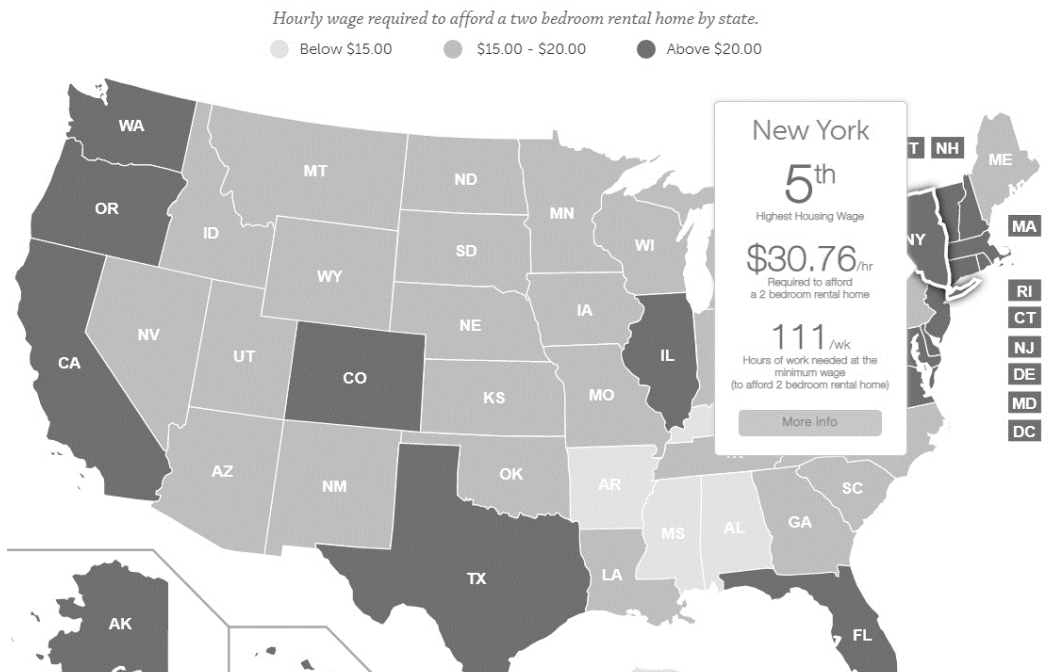 Hourly wage required to afford a two bedroom rental home by state.
Below $15.00
$15.00 - $20.00
Above $20.00
New York
5th
Highest Housing Wage
$30.76/hr
Required to afford
a 2 bedroom rental home
111/wk
Hours of work needed at the
minimum wage
(to afford 2 bedroom rental home)
More info
WA
MT
ND
NH
ME
OR
ID
MN
SD
WI
MA
NY
WY
IA
NE
RI
NV
UT
CO
IL
CT
CA
KS
MO
NJ
DE
MD
DC
AZ
NM
OK
AR
SC
MS
AL
GA
TX
LA
AK
FL